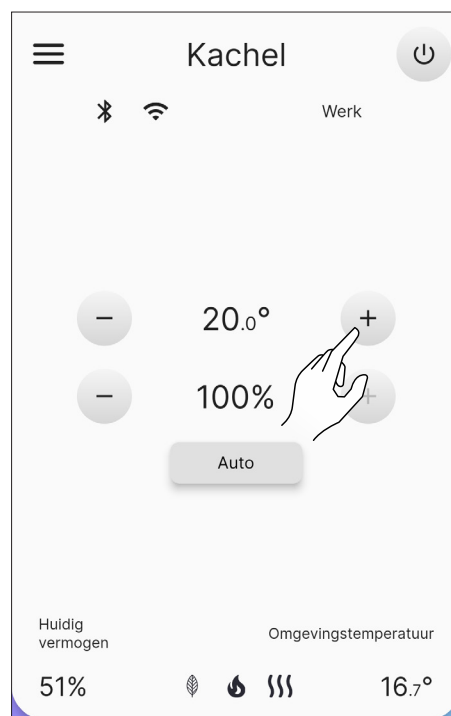 Kachel
Werk
20.0°
100%
Auto
Huidig
vermogen
Omgevingstemperatuur
51%
16.7°